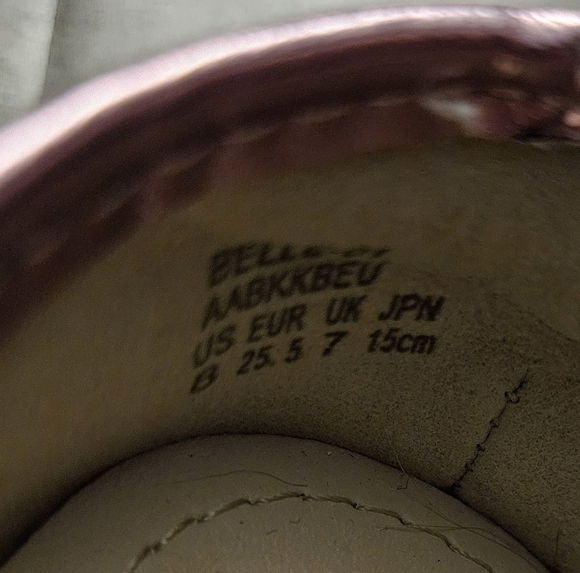 AABKKBEU
US EUR UK JPN
8 25.5 7 15cm